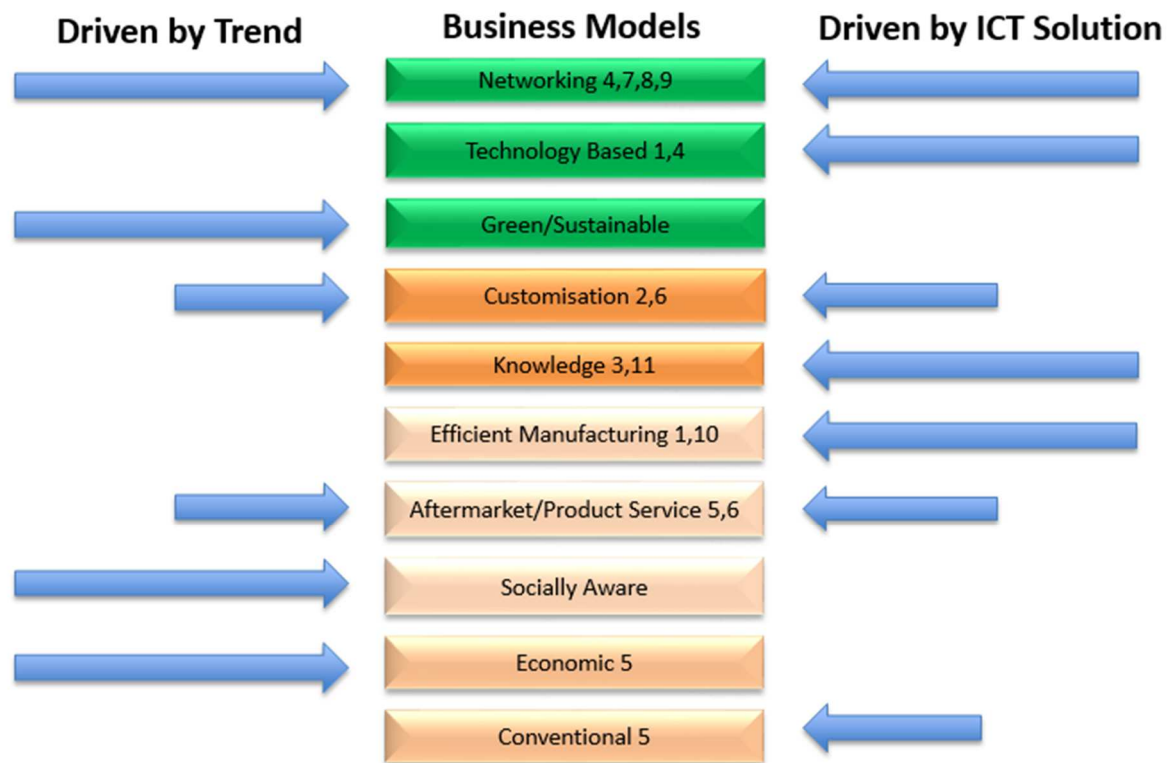 Driven by Trend
Business Models
Driven by ICT Solution
Networking 4,7,8,9
Technology Based 1,4
Green/Sustainable
Customisation 2,6
Knowledge 3,11
Efficient Manufacturing 1,10
Aftermarket/Product Service 5,6
Socially Aware
Economic 5
Conventional 5